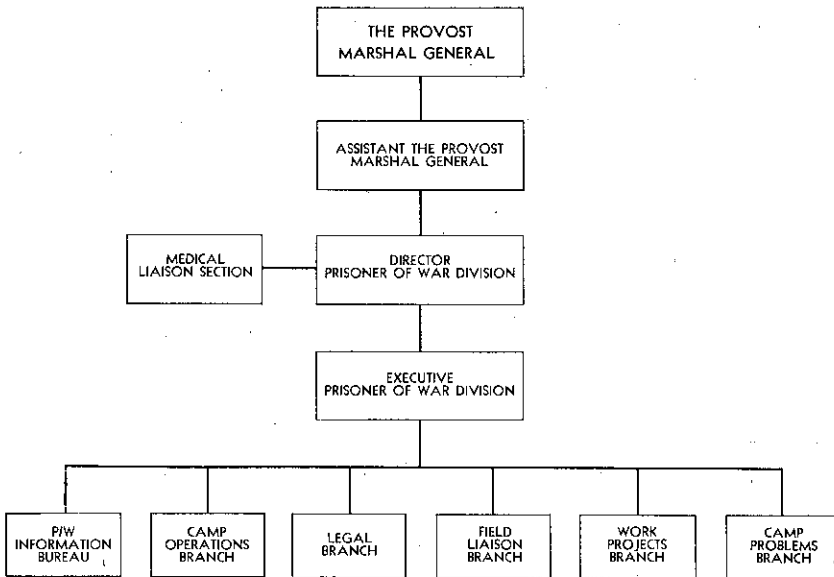 THE PROVOST
MARSHAL GENERAL
ASSISTANT THE PROVOST
MARSHAL GENERAL
MEDICAL
LIAISON SECTION
DIRECTOR
PRISONER OF WAR DIVISION
EXECUTIVE
PRISONER OF WAR DIVISION
P/W
INFORMATION
BUREAU
CAMP
OPERATIONS
BRANCH
LEGAL
BRANCH
FIELD
LIAISON
BRANCH
WORK
PROJECTS
BRANCH
CAMP
PROBLEMS
BRANCH